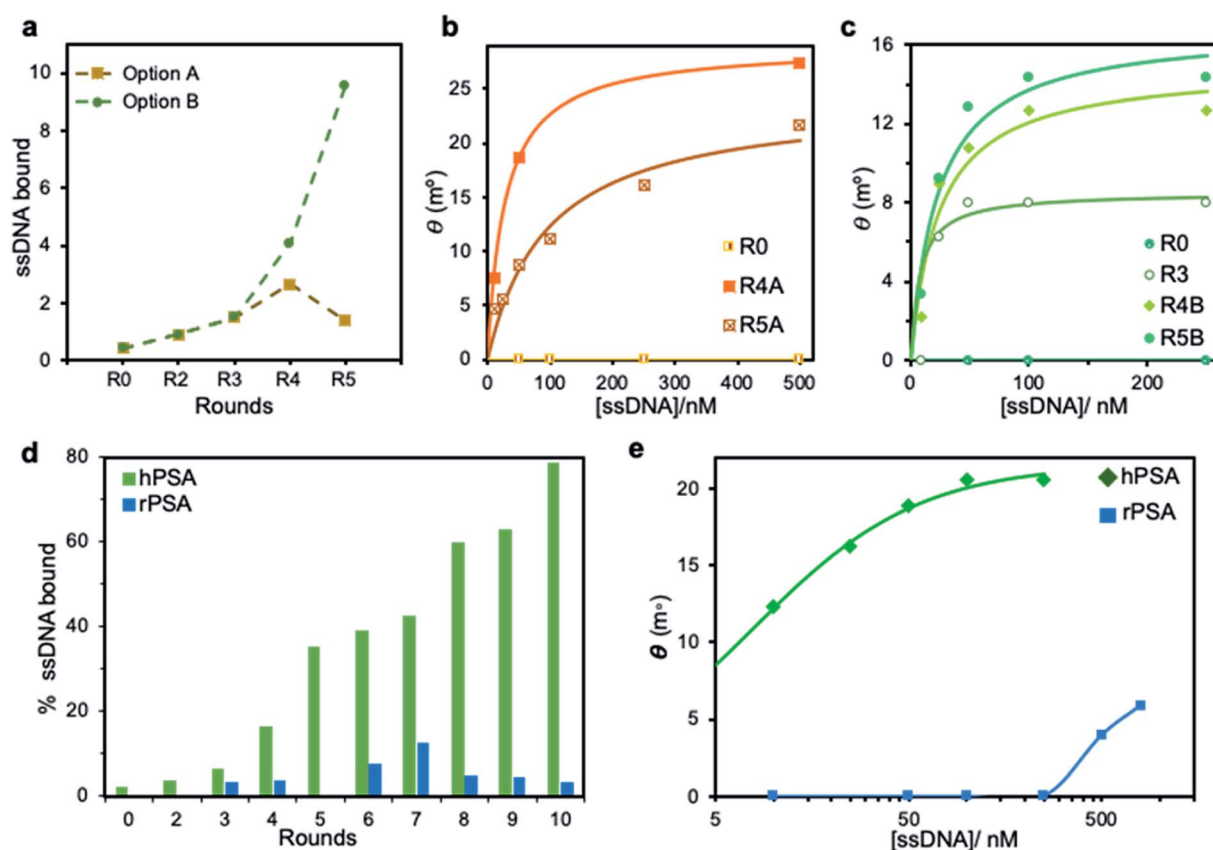 a
Option A
Option B
ssDNA bound
10
8
6
4
2
0
R0 R2 R3 R4 R5
Rounds
b
θ (m°)
25
20
15
10
5
0
R0
R4A
R5A
0 100 200 300 400 500
[ssDNA]/nM
c
θ (m°)
16
12
8
4
0
R0
R3
R4B
R5B
0 100 200
[ssDNA]/ nM
d
hPSA
rPSA
% ssDNA bound
80
60
40
20
0
0 2 3 4 5 6 7 8 9 10
Rounds
e
hPSA
rPSA
θ (m°)
20
15
10
5
0
5 50 500
[ssDNA]/ nM